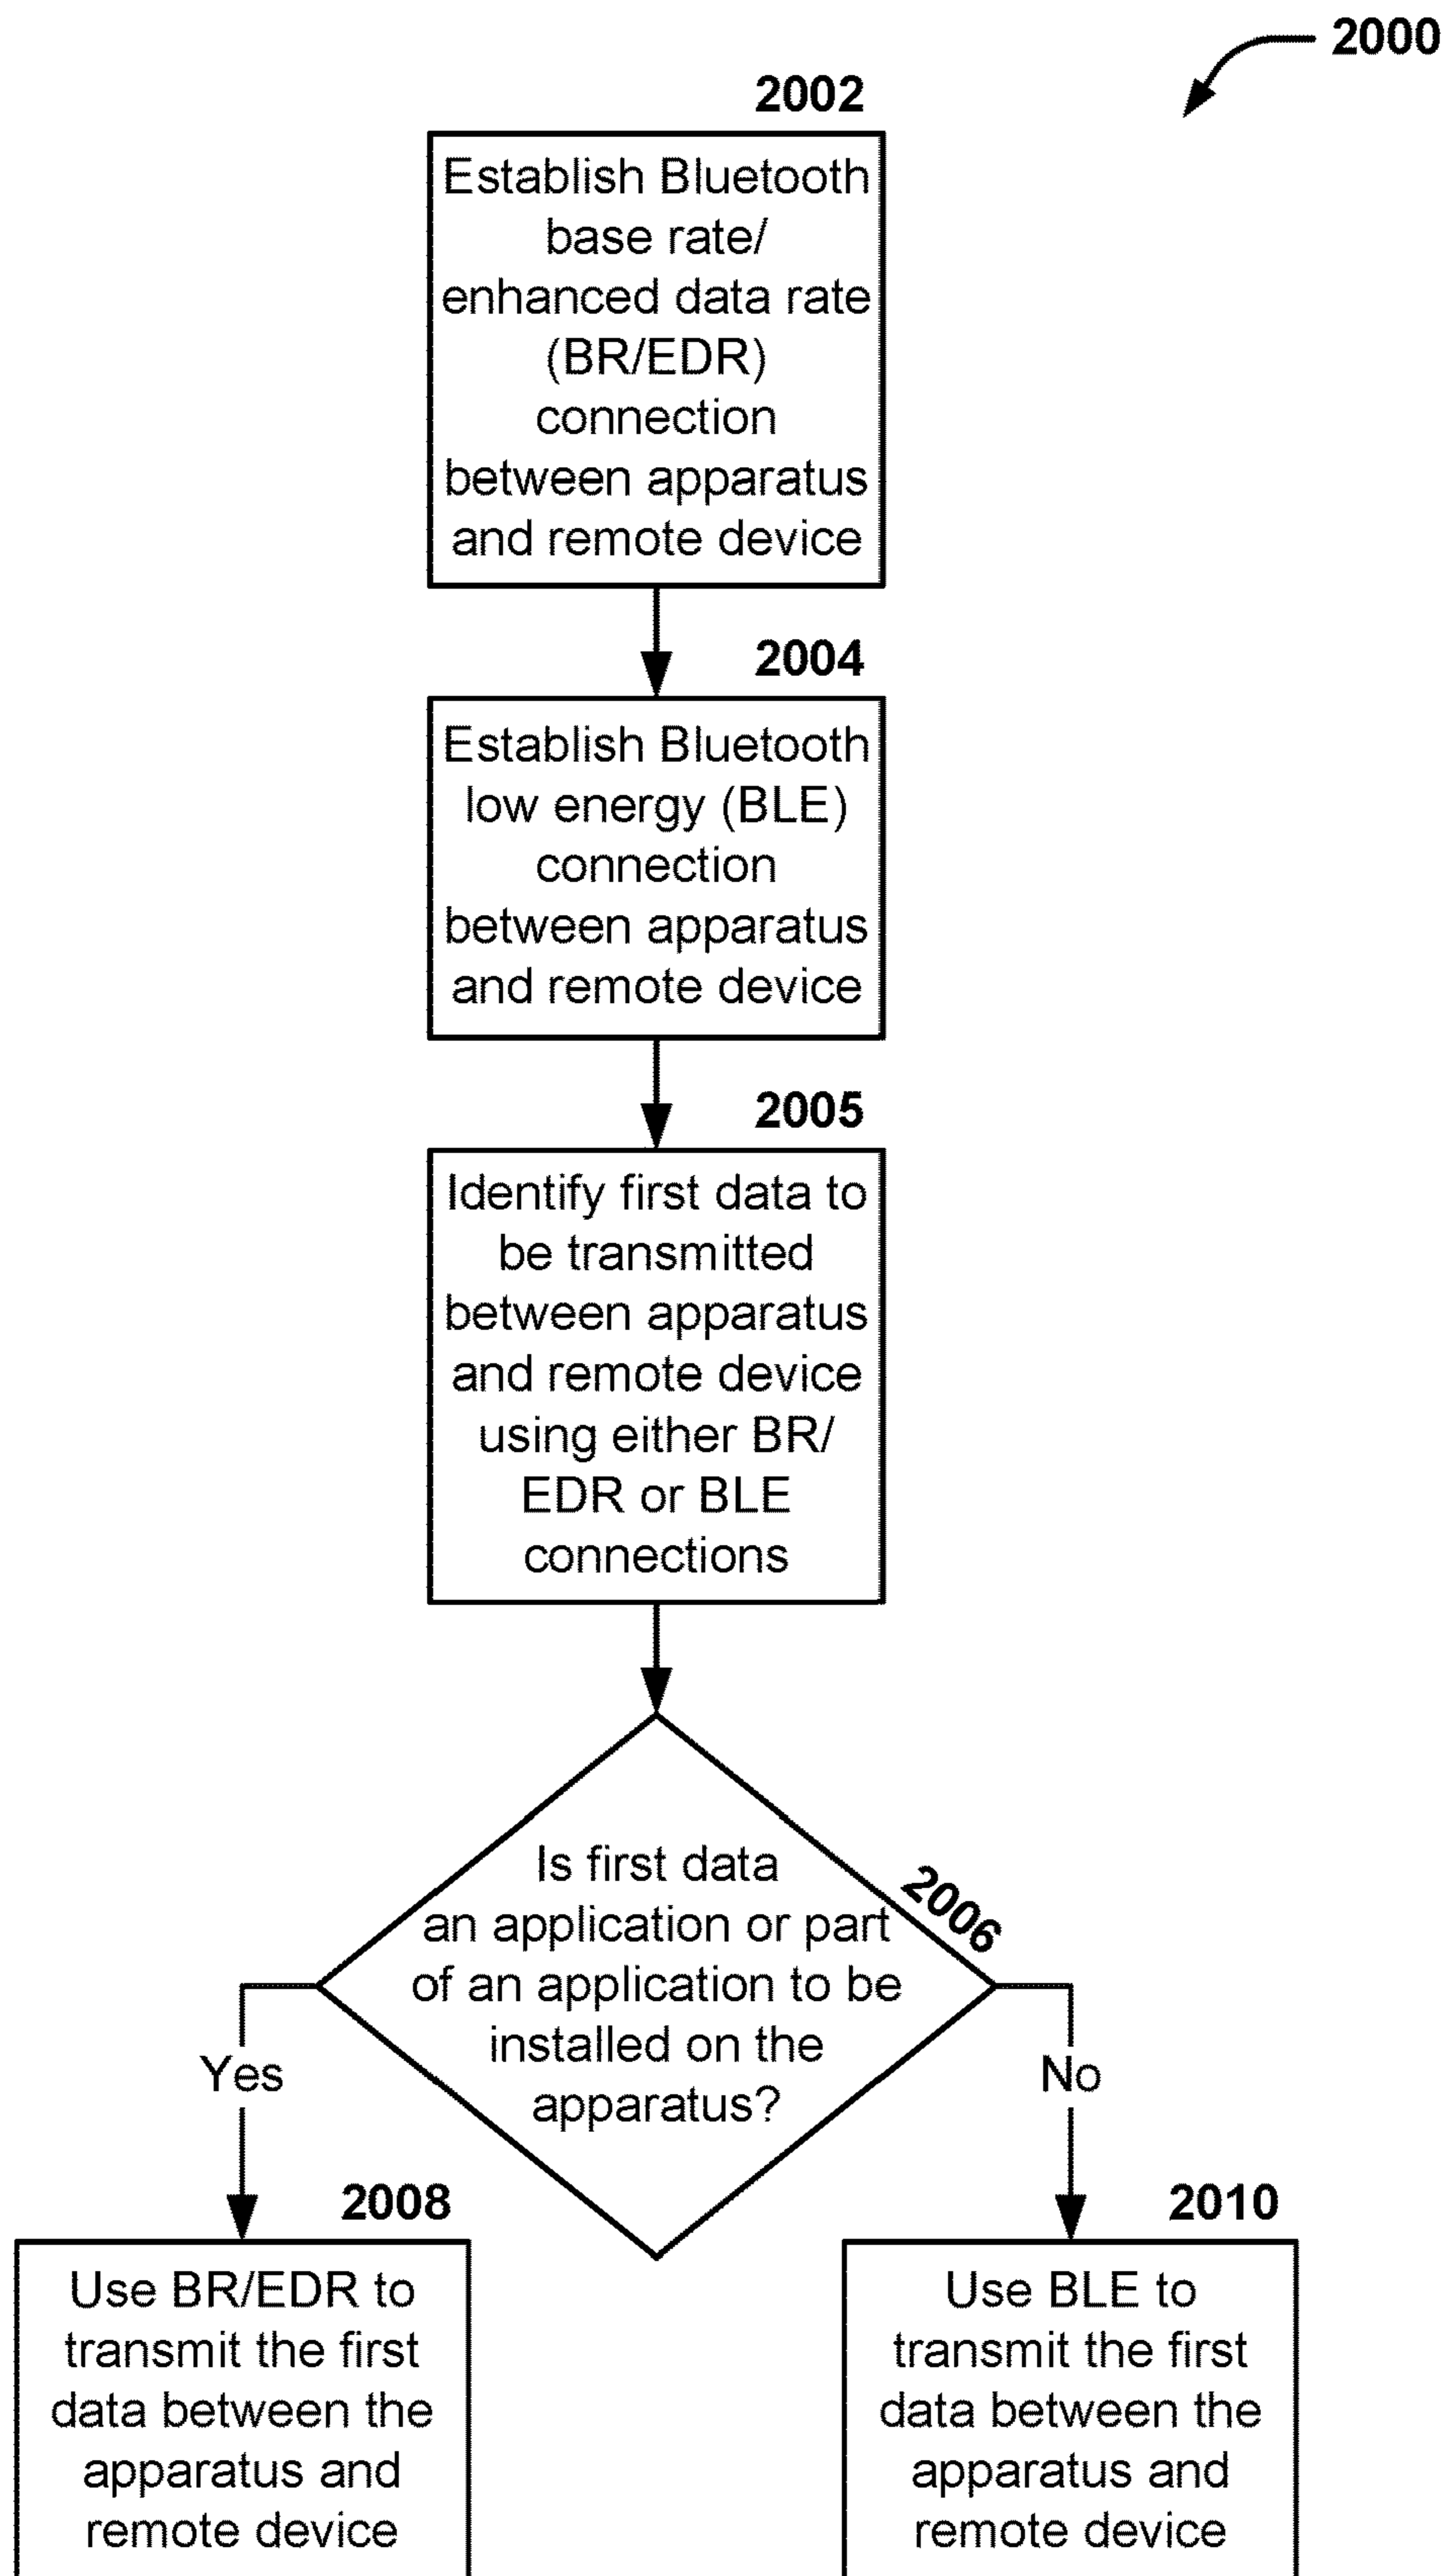 2000
2002
Establish Bluetooth
base rate/
enhanced data rate
(BR/EDR)
connection
between apparatus
and remote device
2004
Establish Bluetooth
low energy (BLE)
connection
between apparatus
and remote device
2005
Identify first data to
be transmitted
between apparatus
and remote device
using either BR/
EDR or BLE
connections
2006
Is first data
an application or part
of an application to be
installed on the
apparatus?
Yes
No
2008
Use BR/EDR to
transmit the first
data between the
apparatus and
remote device
2010
Use BLE to
transmit the first
data between the
apparatus and
remote device